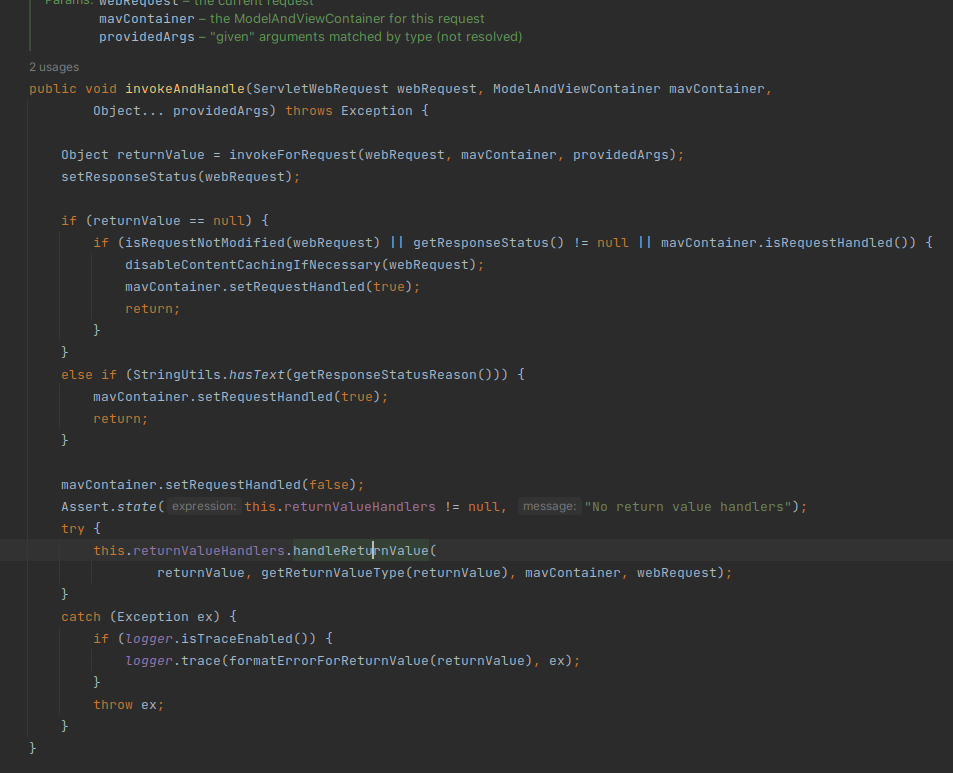 Params: webRequest – the current request
mavContainer – the ModelAndViewContainer for this request
providedArgs – "given" arguments matched by type (not resolved)
2 usages
public void invokeAndHandle(ServletWebRequest webRequest, ModelAndViewContainer mavContainer,
Object... providedArgs) throws Exception {
Object returnValue = invokeForRequest(webRequest, mavContainer, providedArgs);
setResponseStatus(webRequest);
if (returnValue == null) {
if (isRequestNotModified(webRequest) || getResponseStatus() != null || mavContainer.isRequestHandled()) {
disableContentCachingIfNecessary(webRequest);
mavContainer.setRequestHandled(true);
return;
}
}
else if (StringUtils.hasText(getResponseStatusReason())) {
mavContainer.setRequestHandled(true);
return;
}
mavContainer.setRequestHandled(false);
Assert.state( expression: this.returnValueHandlers != null, message: "No return value handlers");
try {
this.returnValueHandlers.handleReturnValue(
returnValue, getReturnValueType(returnValue), mavContainer, webRequest);
}
catch (Exception ex) {
if (logger.isTraceEnabled()) {
logger.trace(formatErrorForReturnValue(returnValue), ex);
}
throw ex;
}
}